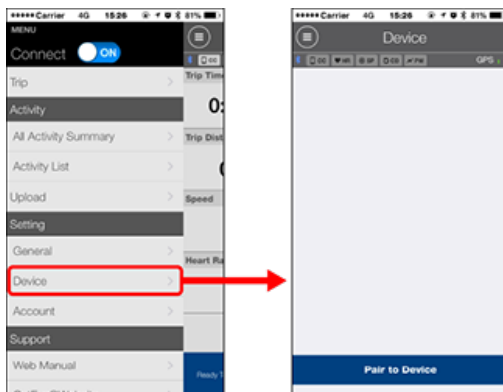 Carrier 4G 15:26 81%
MENU
Connect ON
Trip
Activity
All Activity Summary
Activity List
Upload
Setting
General
Device
Account
Support
Web Manual
Trip Time
0:
Trip Dist
Speed
Heart Ra
Ready T
Carrier 4G 15:26 81%
Device
GPS
Pair to Device